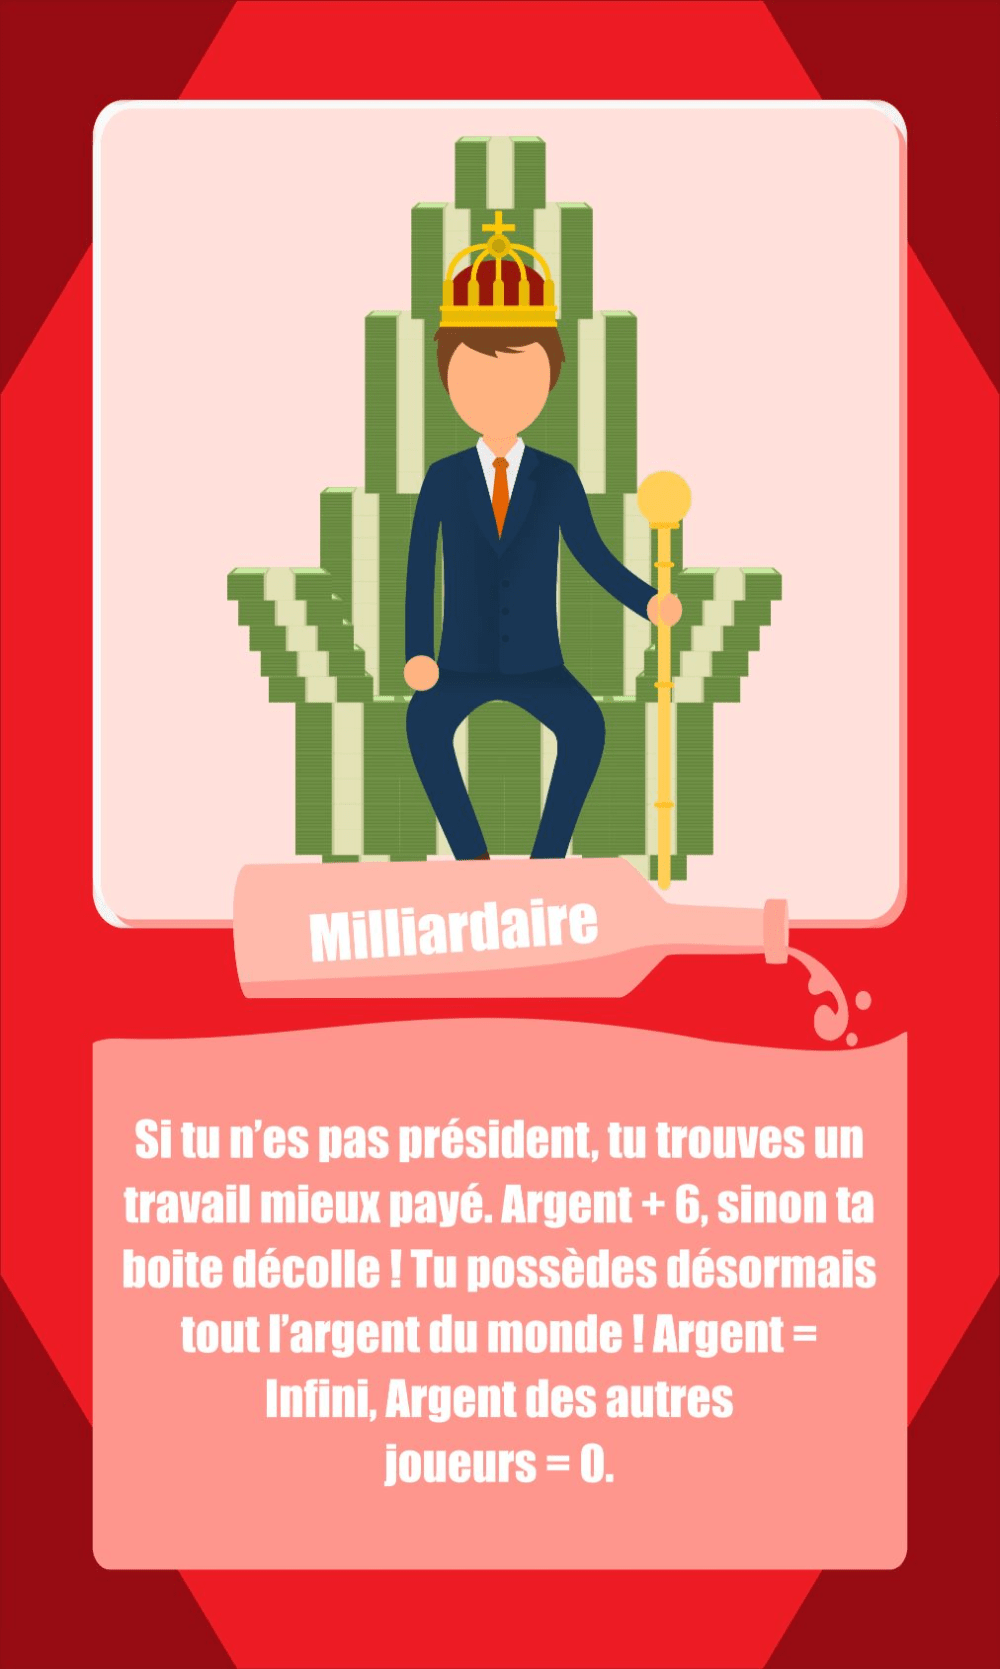 Milliardaire
Si tu n’es pas président, tu trouves un
travail mieux payé. Argent + 6, sinon ta
boite décolle ! Tu possèdes désormais
tout l’argent du monde ! Argent =
Infini, Argent des autres
joueurs = 0.